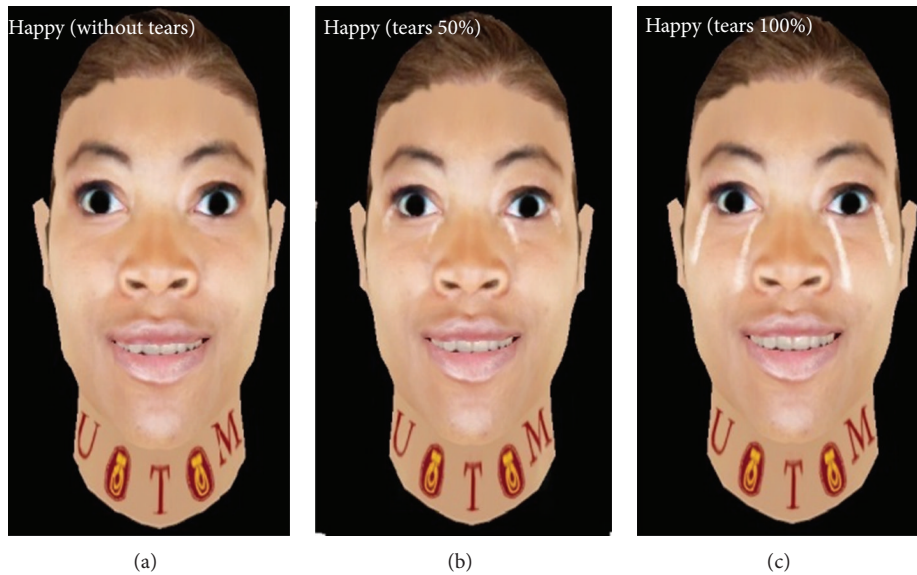 Happy (without tears)
Happy (tears 50%)
Happy (tears 100%)
U T M
U T M
U T M
(a)
(b)
(c)